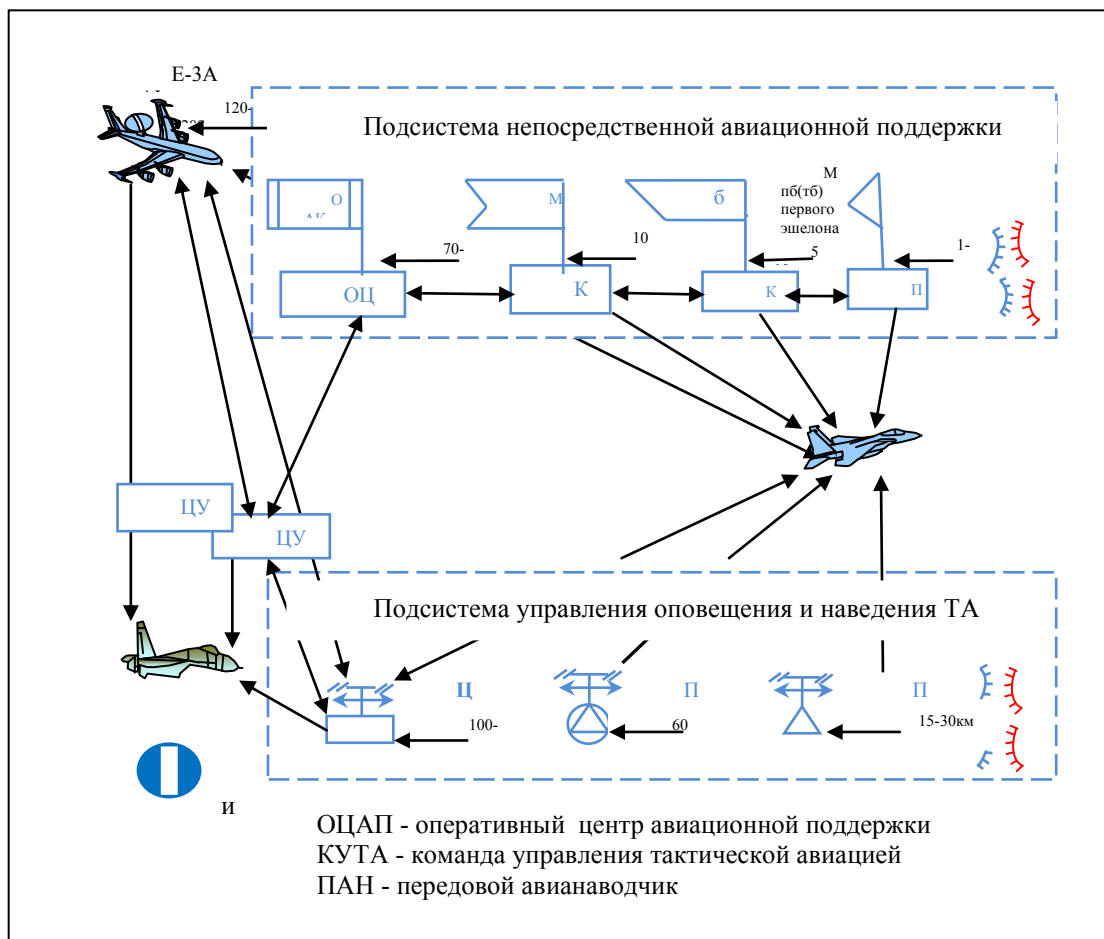 Е-3А
120-
Подсистема непосредственной авиационной поддержки
О
М
б
М
пб(тб)
первого
эшелона
70-
10
5
1-
ОЦ
К
К
П
ЦУ
ЦУ
Подсистема управления оповещения и наведения ТА
Ц
П
П
100-
60
15-30км
и
ОЦАП - оперативный центр авиационной поддержки
КУТА - команда управления тактической авиацией
ПАН - передовой авианаводчик